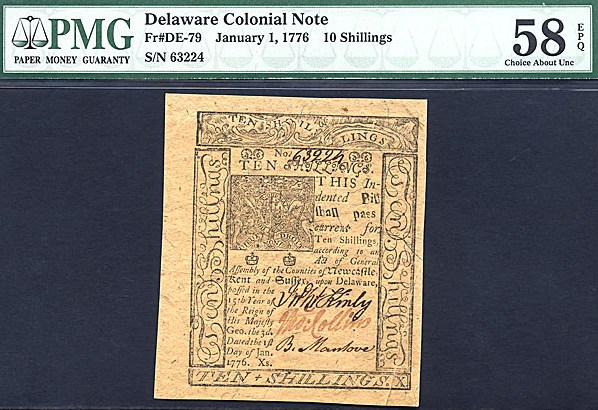 PMG
PAPER MONEY GUARANTY
Delaware Colonial Note
Fr#DE-79 January 1, 1776 10 Shillings
S/N 63224
58
EPQ
Choice About Unc
TEN SHILLINGS
No. 63224
TEN SHILLINGS.
THIS In-
dented Bill
shall pass
current for
Ten Shillings,
according to an
Act of General
Assembly of the Counties of Newcastle,
Kent and Sussex, upon Delaware,
passed in the
15th Year of
the Reign of
His Majesty
Geo. the 3d.
Dated the 1st
Day of Jan.
1776. Xs.
Jno McKinly
Collins
B. Manlove
Shillings
Shillings
TEN + SHILLINGS. X